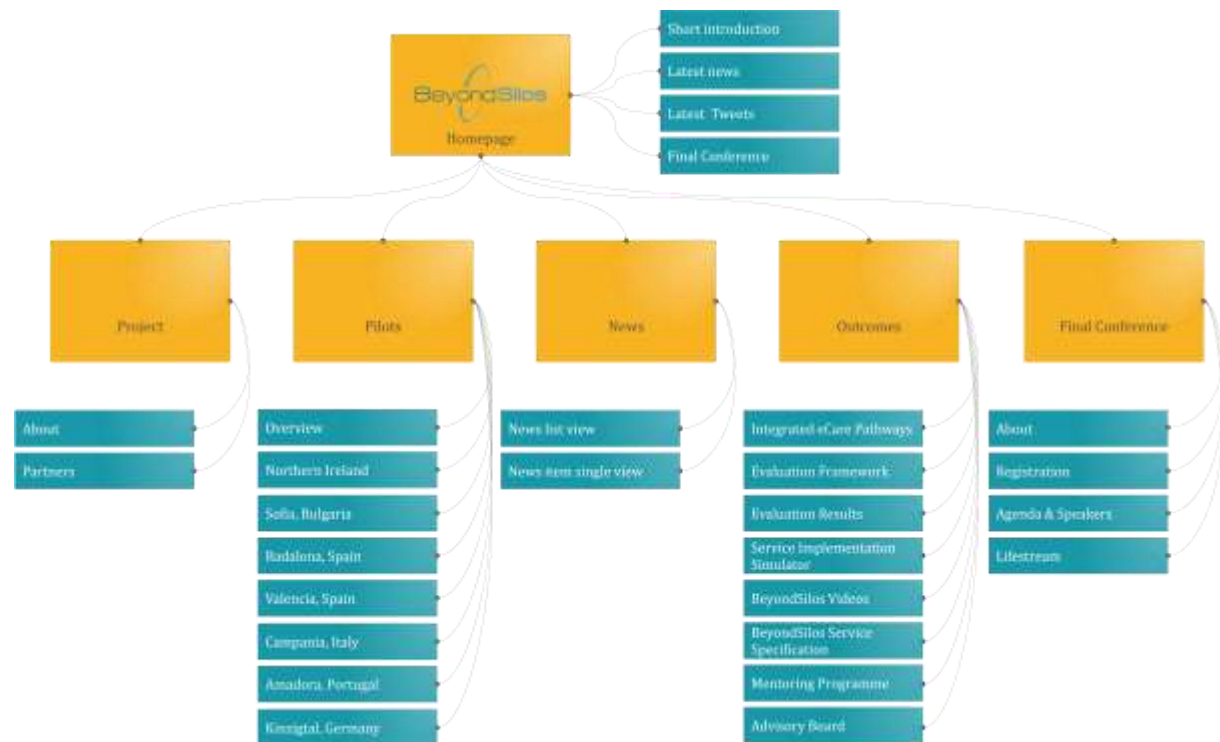 Short introduction
Latest news
Latest Tweets
Final Conference
BeyondSilos
Homepage
Project
Pilots
News
Outcomes
Final Conference
About
Partners
Overview
Northern Ireland
Sofia, Bulgaria
Badalona, Spain
Valencia, Spain
Campania, Italy
Amadora, Portugal
Kinzigtal, Germany
News list view
News item single view
Integrated eCare Pathways
Evaluation Framework
Evaluation Results
Service Implementation
Simulator
BeyondSilos Videos
BeyondSilos Service
Specification
Mentoring Programme
Advisory Board
About
Registration
Agenda & Speakers
Lifestream